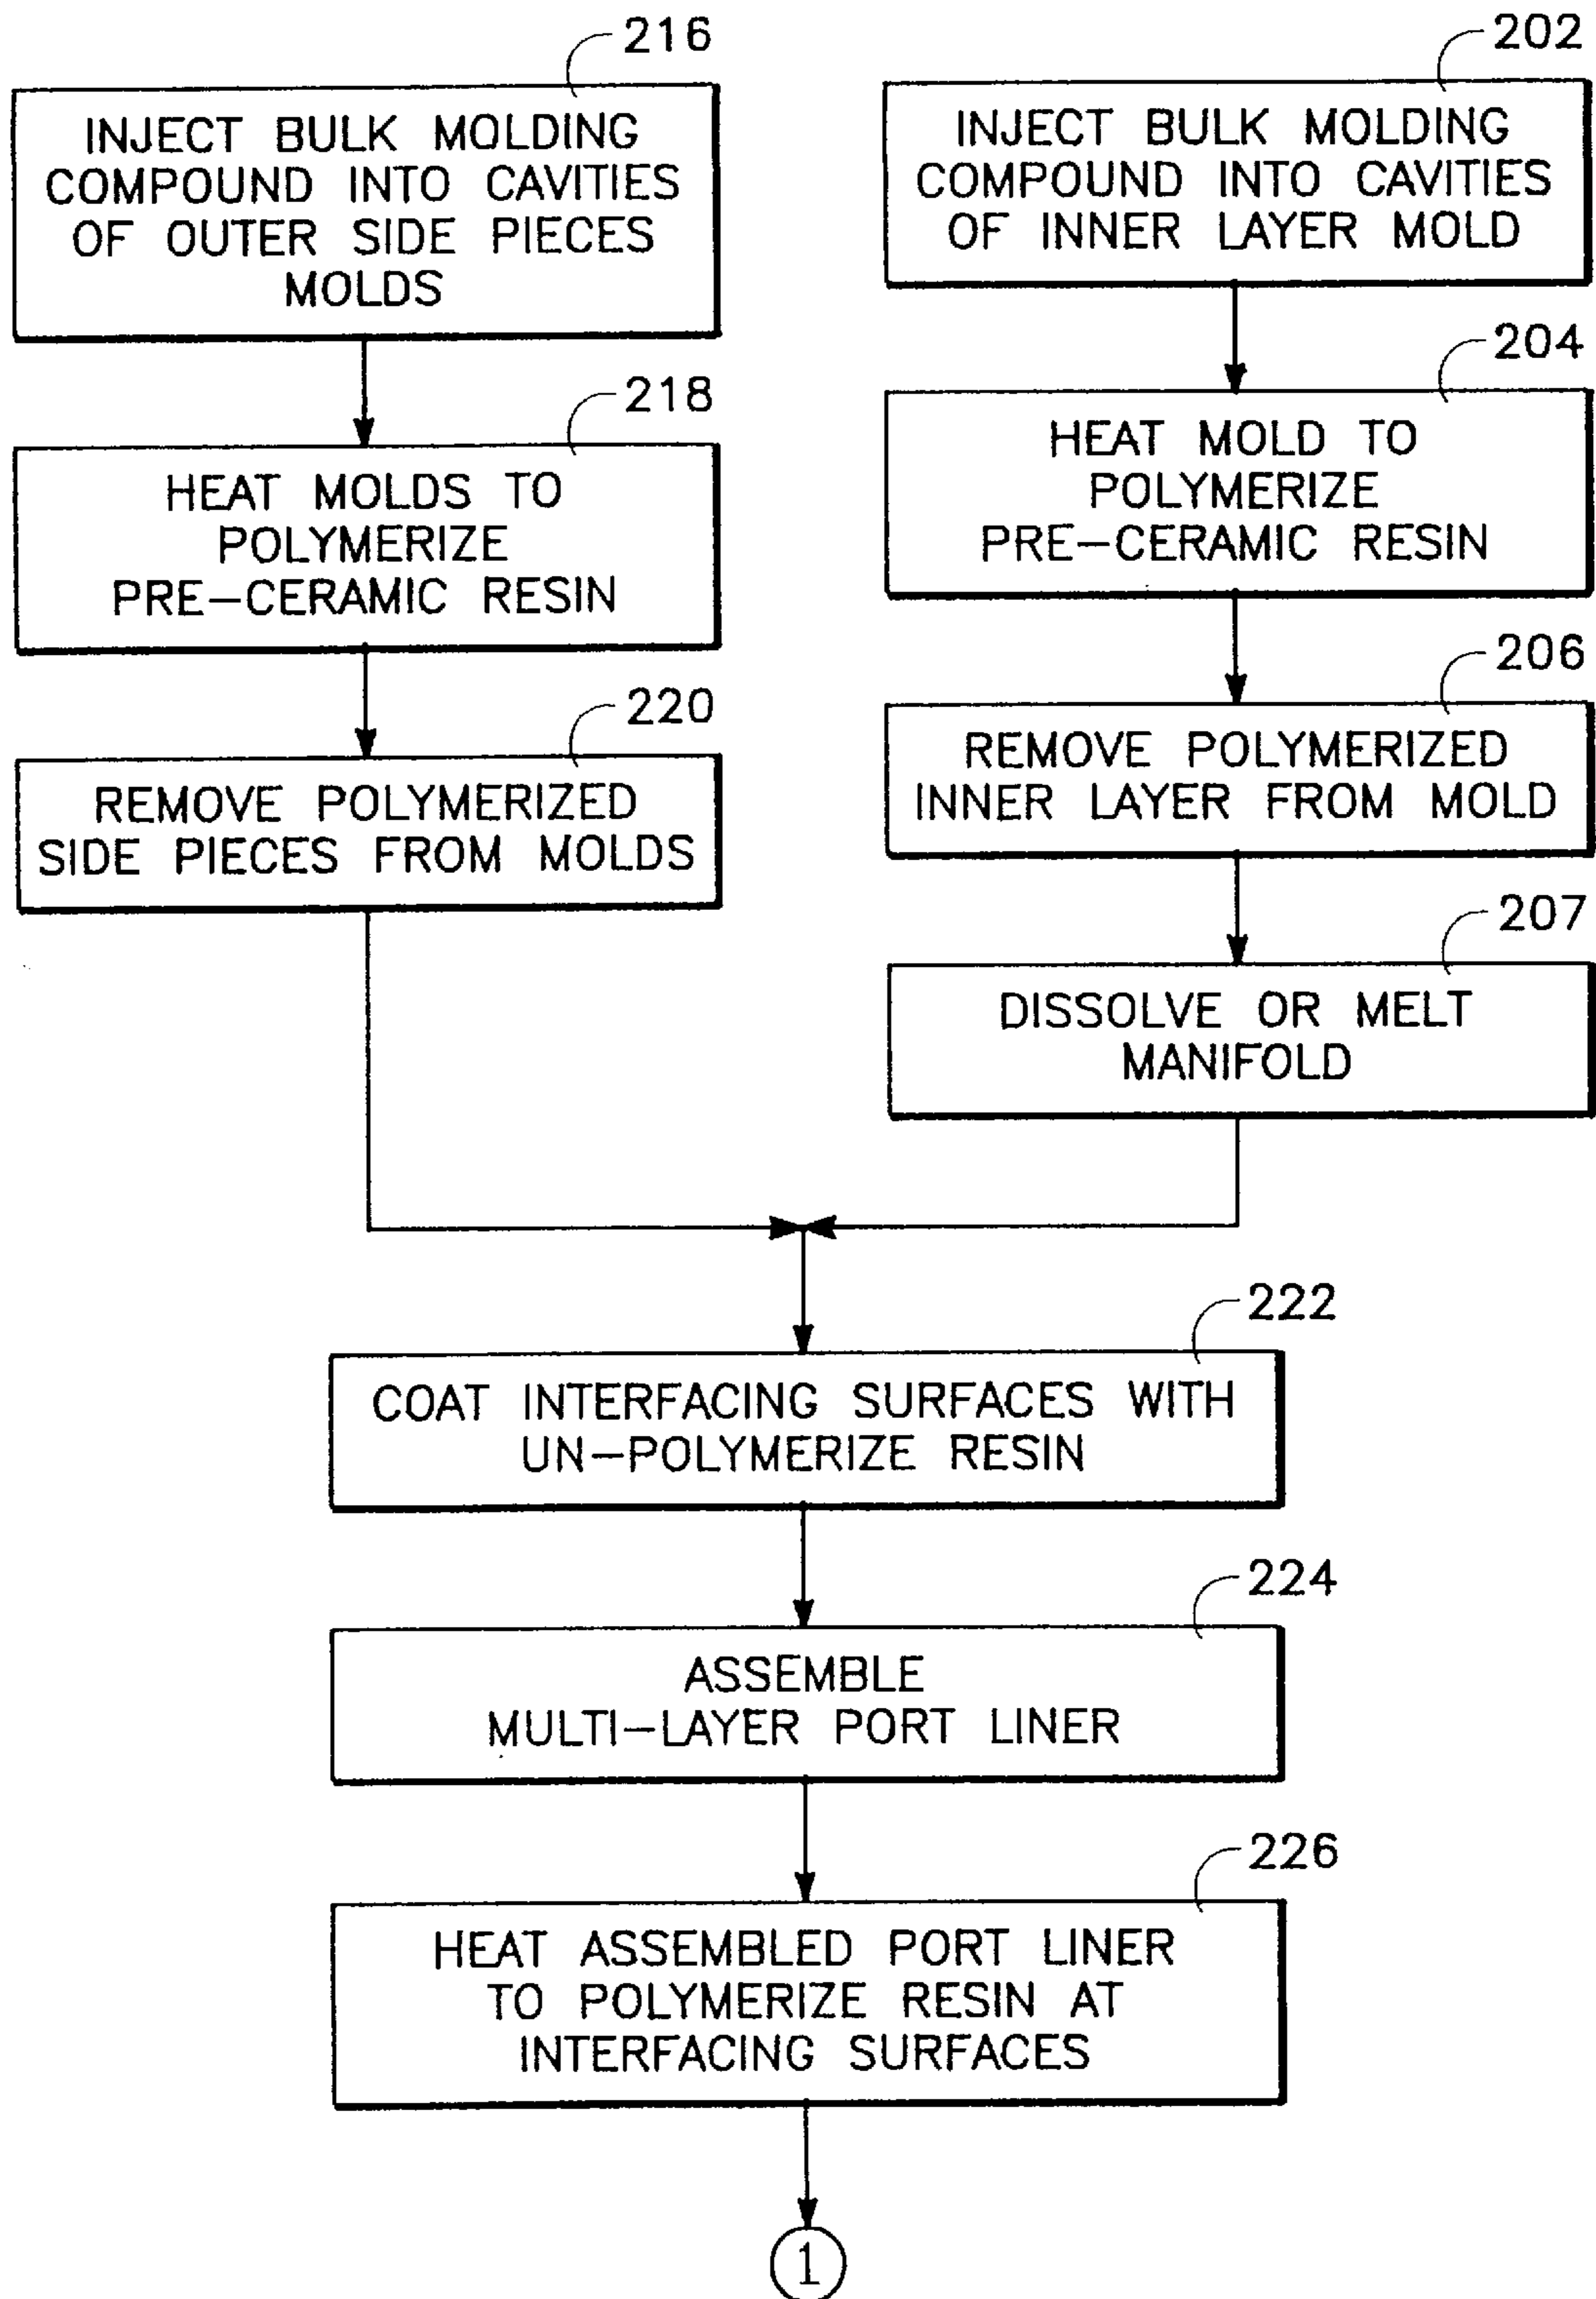 216
INJECT BULK MOLDING
COMPOUND INTO CAVITIES
OF OUTER SIDE PIECES
MOLDS
218
HEAT MOLDS TO
POLYMERIZE
PRE-CERAMIC RESIN
220
REMOVE POLYMERIZED
SIDE PIECES FROM MOLDS
202
INJECT BULK MOLDING
COMPOUND INTO CAVITIES
OF INNER LAYER MOLD
204
HEAT MOLD TO
POLYMERIZE
PRE-CERAMIC RESIN
206
REMOVE POLYMERIZED
INNER LAYER FROM MOLD
207
DISSOLVE OR MELT
MANIFOLD
222
COAT INTERFACING SURFACES WITH
UN-POLYMERIZE RESIN
224
ASSEMBLE
MULTI-LAYER PORT LINER
226
HEAT ASSEMBLED PORT LINER
TO POLYMERIZE RESIN AT
INTERFACING SURFACES
1